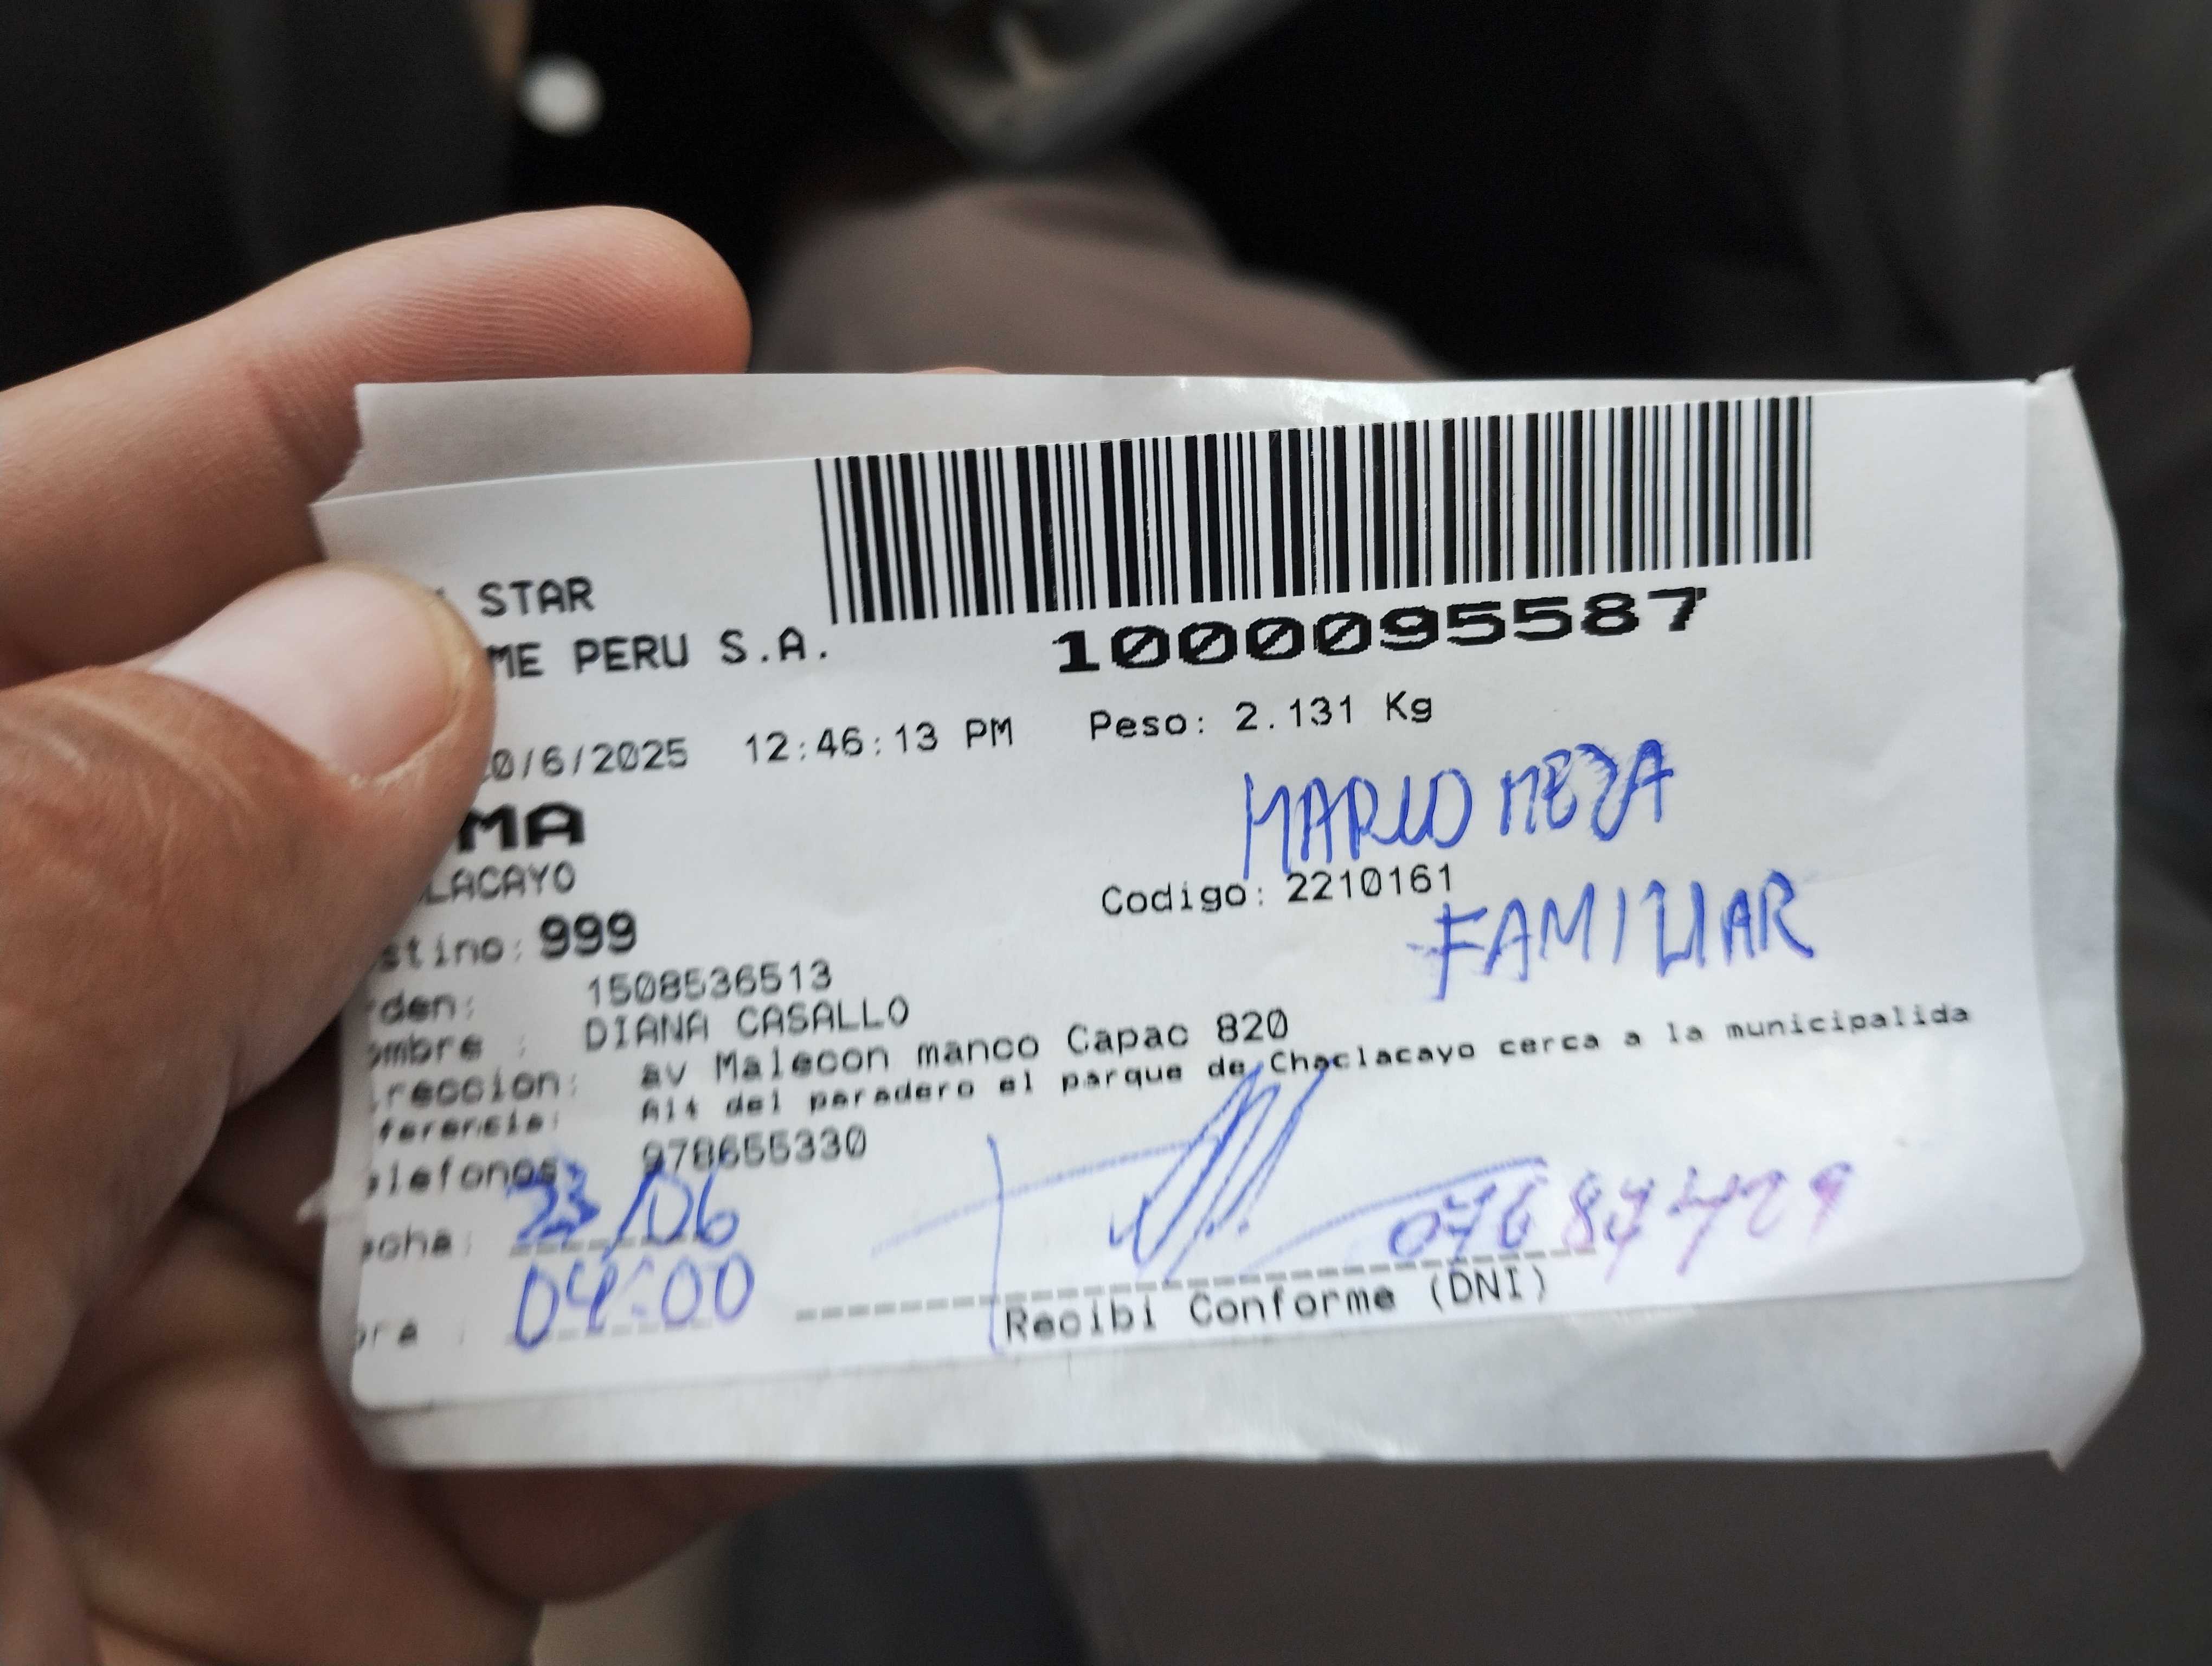 STAR
ME PERU S.A.
1000095587
0/6/2025 12:46:13 PM Peso: 2.131 Kg
MARCO MEZA
MA
LACAYO
Codigo: 2210161
FAMILIAR
stino: 999
rden: 1508536513
ombre : DIANA CASALLO
reccion: av Malecon manco Capac 820
ferencia: Alt del paradero el parque de Chaclacayo cerca a la municipalida
elefonos 978655330
echa: 23/06
ora : 04:00
Recibi Conforme (DNI)